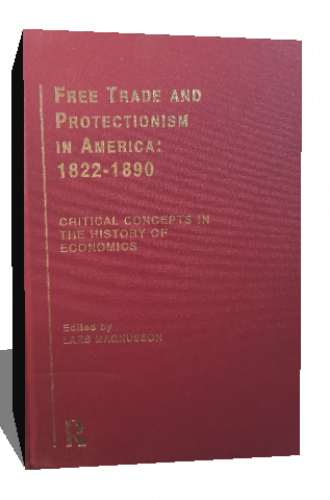 FREE TRADE AND
PROTECTIONISM
IN AMERICA:
1822-1890
CRITICAL CONCEPTS IN
THE HISTORY OF
ECONOMICS
Edited by
LARS MAGNUSSON
R